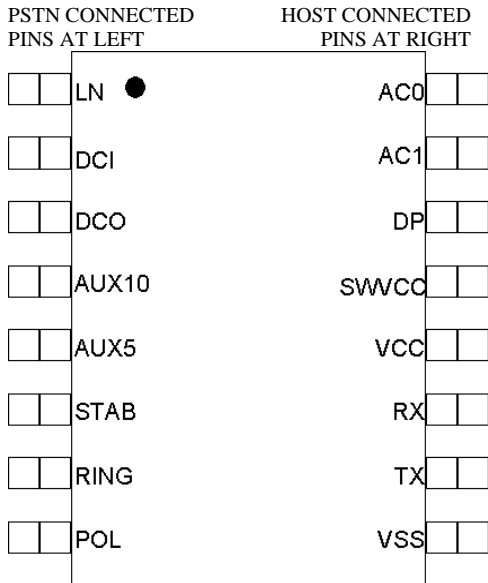 PSTN CONNECTED
PINS AT LEFT
HOST CONNECTED
PINS AT RIGHT
LN
AC0
DCI
AC1
DCO
DP
AUX10
SWVCC
AUX5
VCC
STAB
RX
RING
TX
POL
VSS